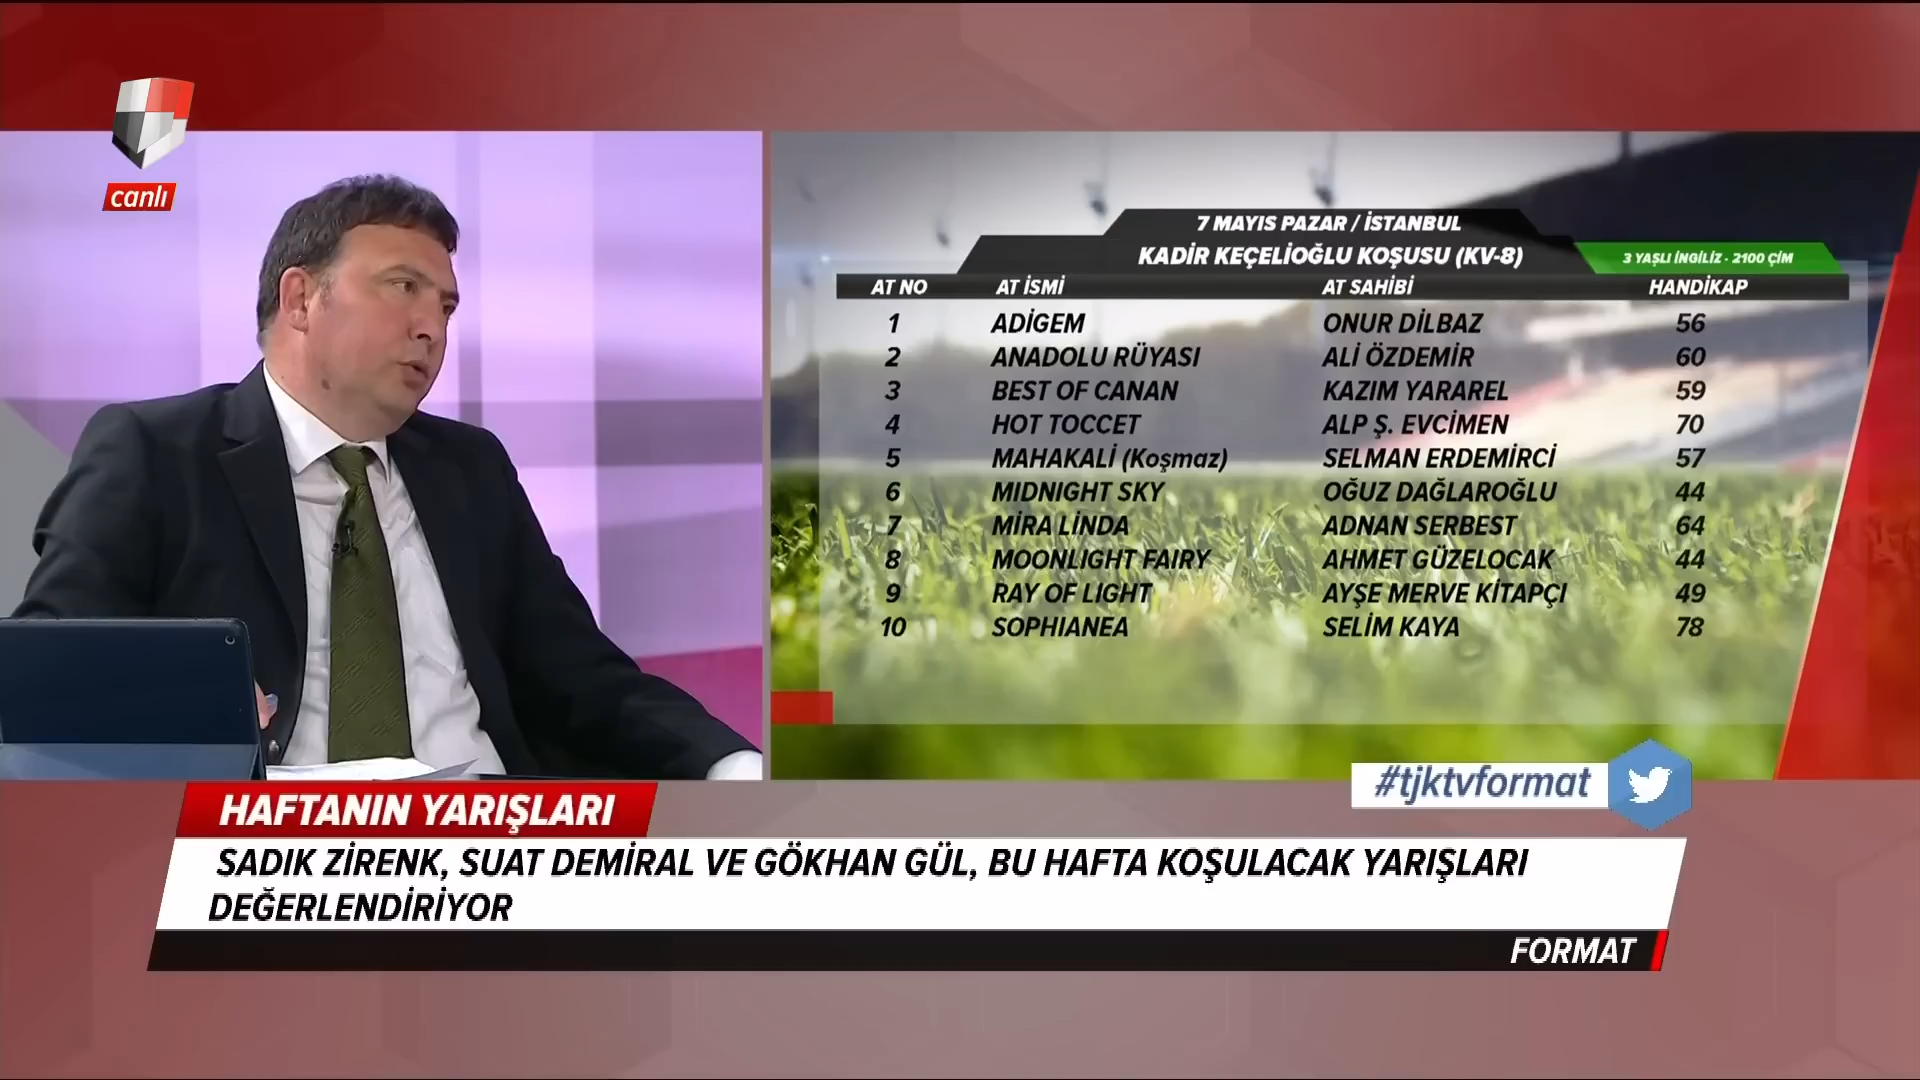 canlı
7 MAYIS PAZAR / İSTANBUL
KADİR KEÇELİOĞLU KOŞUSU (KV-8)
3 YAŞLI İNGİLİZ - 2100 ÇİM
AT NO AT İSMİ AT SAHİBİ HANDİKAP
1 ADİGEM ONUR DİLBAZ 56
2 ANADOLU RÜYASI ALİ ÖZDEMİR 60
3 BEST OF CANAN KAZIM YARAREL 59
4 HOT TOCCET ALP Ş. EVCİMEN 70
5 MAHAKALİ (Koşmaz) SELMAN ERDEMİRCİ 57
6 MIDNIGHT SKY OĞUZ DAĞLAROĞLU 44
7 MİRA LİNDA ADNAN SERBEST 64
8 MOONLIGHT FAIRY AHMET GÜZELOCAK 44
9 RAY OF LIGHT AYŞE MERVE KİTAPÇI 49
10 SOPHIANEA SELİM KAYA 78
#tjktvformat
HAFTANIN YARIŞLARI
SADIK ZİRENK, SUAT DEMİRAL VE GÖKHAN GÜL, BU HAFTA KOŞULACAK YARIŞLARI
DEĞERLENDİRİYOR
FORMAT